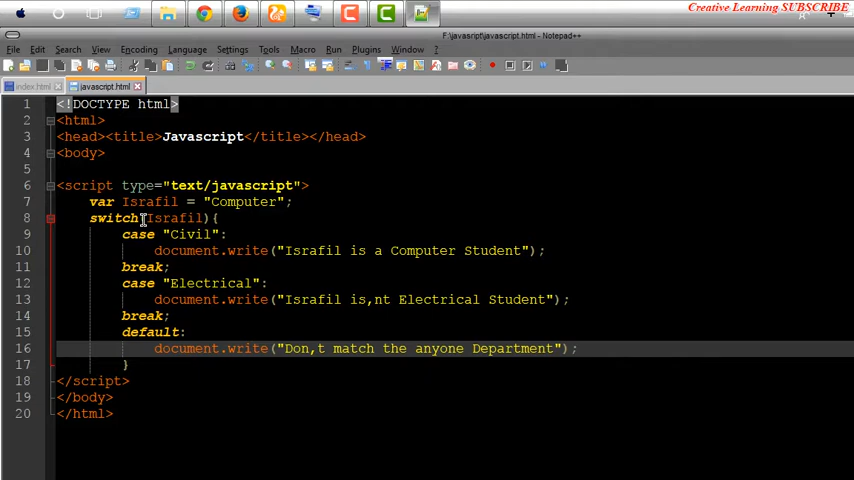 Creative Learning SUBSCRIBE
F:\javasript\javascript.html - Notepad++
File Edit Search View Encoding Language Settings Tools Macro Run Plugins Window ?
index.html javascript.html
1 <!DOCTYPE html>
2 <html>
3 <head><title>Javascript</title></head>
4 <body>
5
6 <script type="text/javascript">
7 var Israfil = "Computer";
8 switch(Israfil){
9 case "Civil":
10 document.write("Israfil is a Computer Student");
11 break;
12 case "Electrical":
13 document.write("Israfil is,nt Electrical Student");
14 break;
15 default:
16 document.write("Don,t match the anyone Department");
17 }
18 </script>
19 </body>
20 </html>